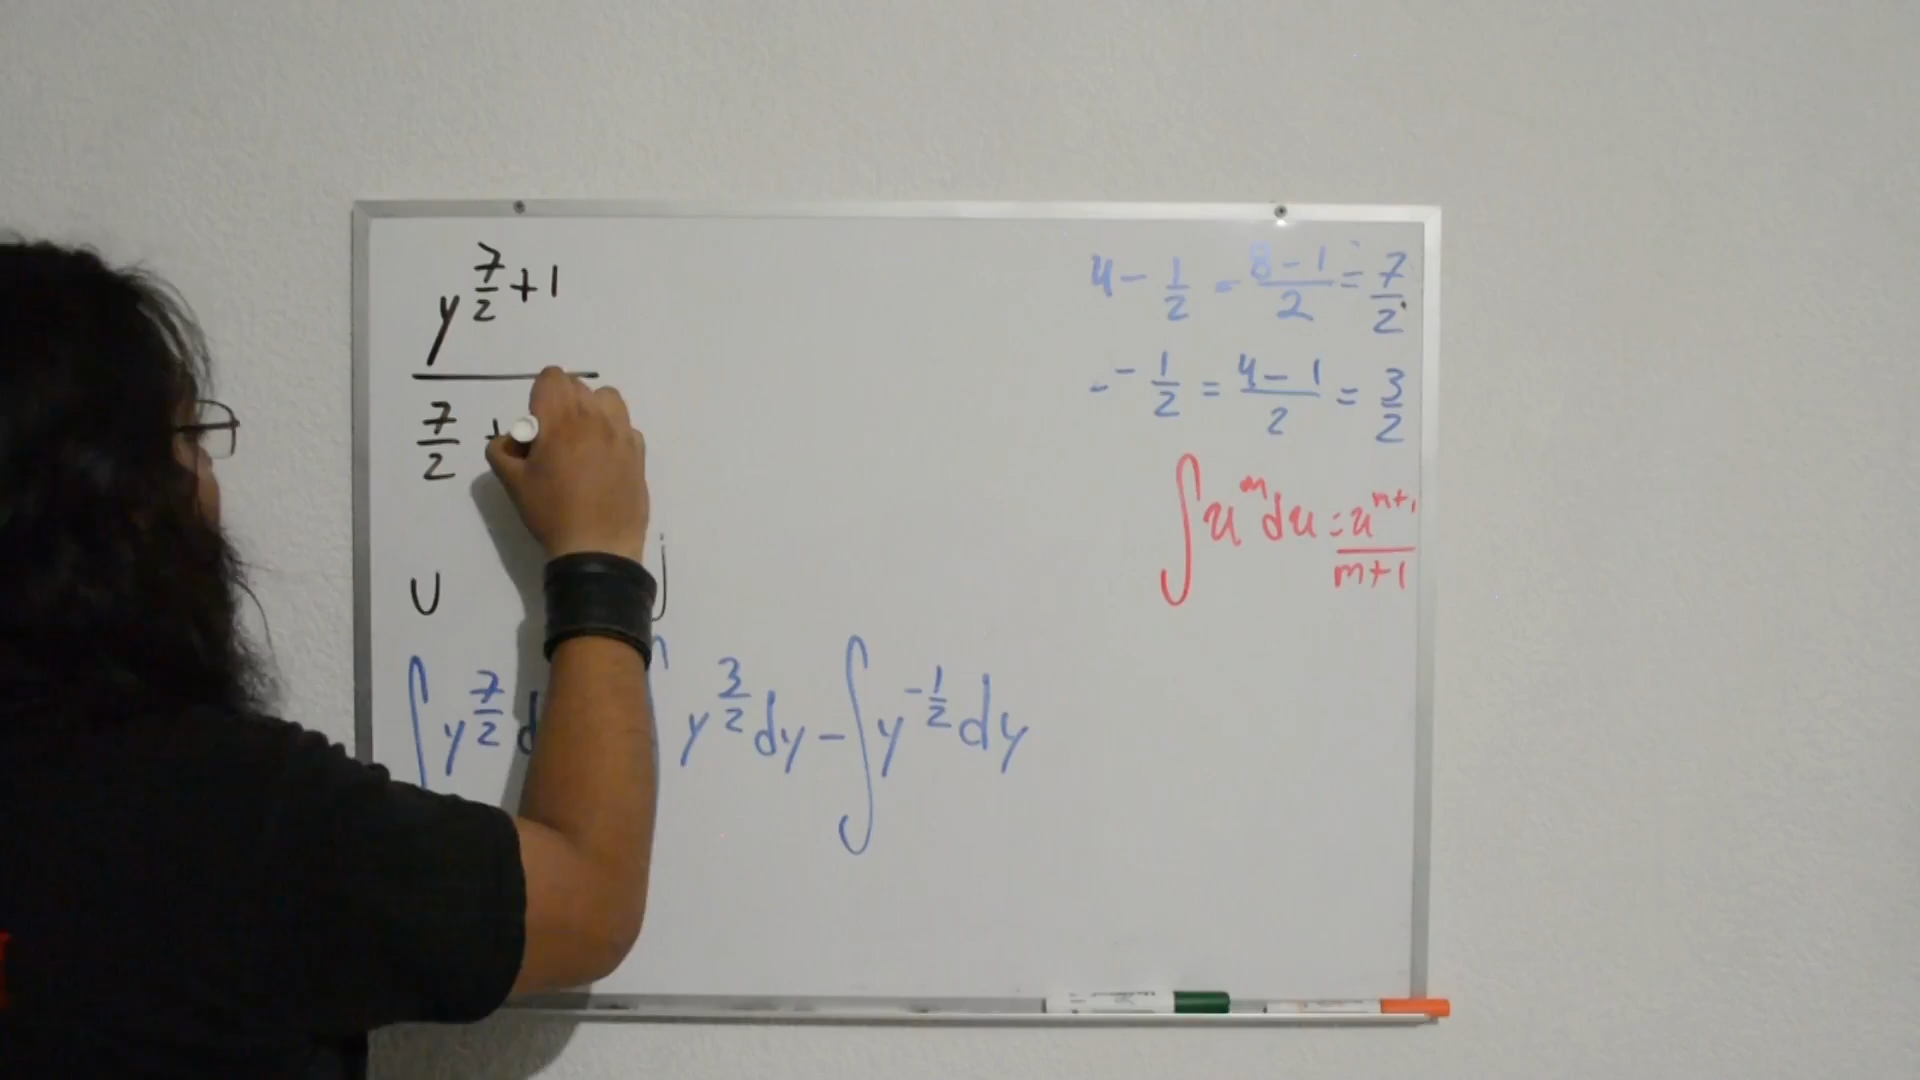 y^{7/2 + 1}
7/2 +
∫ y^{7/2} d y^{3/2} dy - ∫ y^{-1/2} dy
4 - 1/2 = (8 - 1)/2 = 7/2
- 1/2 = (4 - 1)/2 = 3/2
∫ u^m du = u^{m+1}/(m+1)